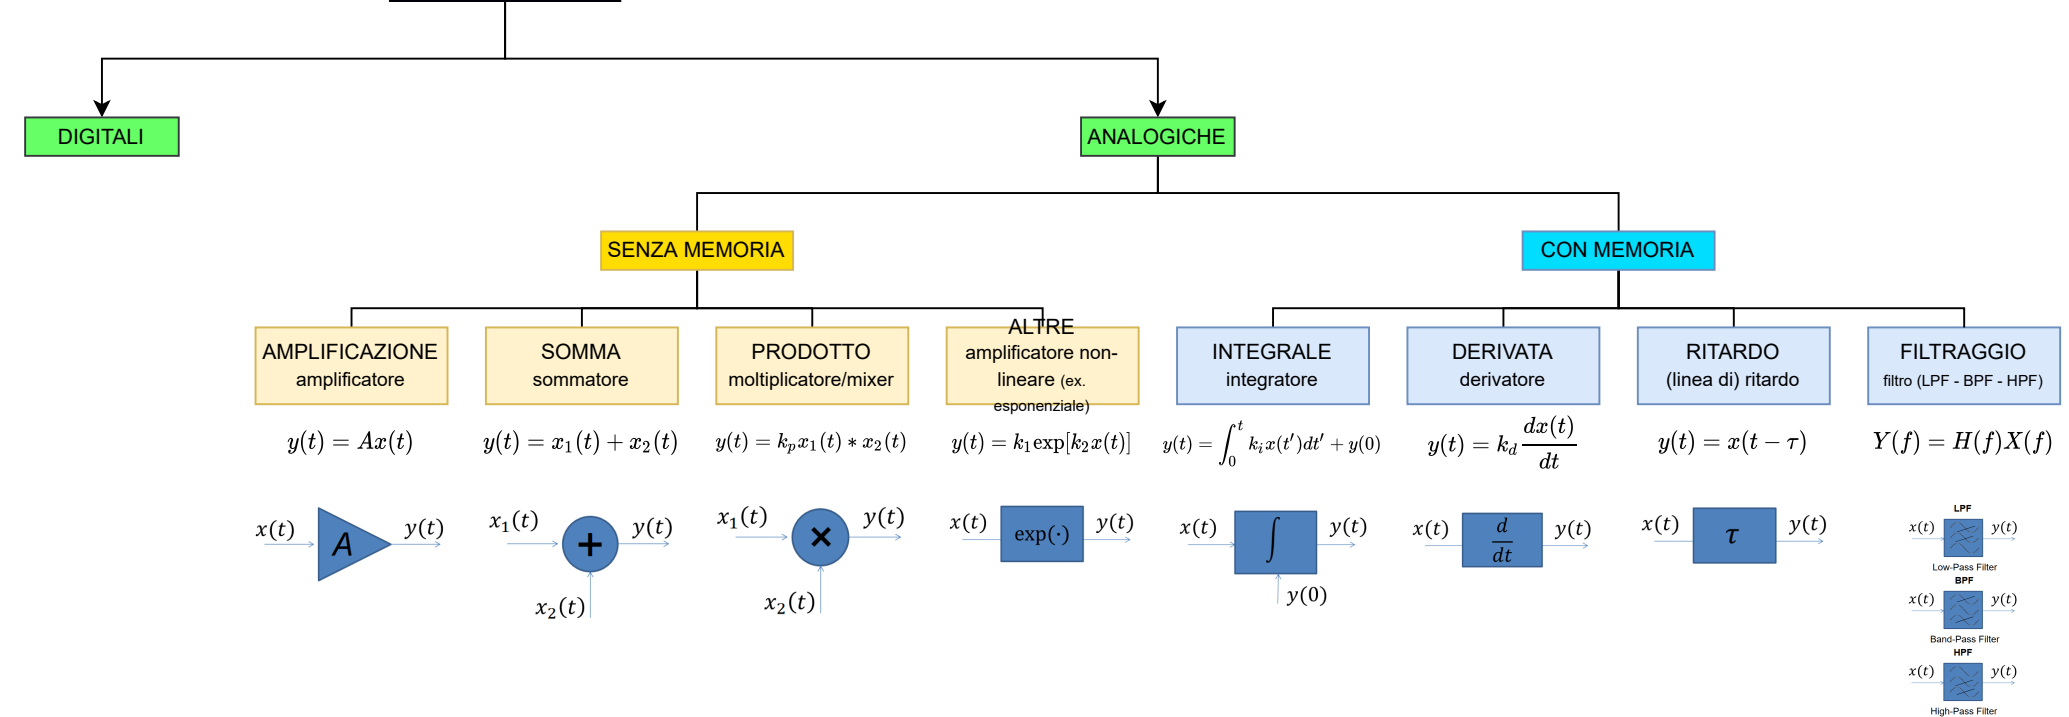 DIGITALI
ANALOGICHE
SENZA MEMORIA
CON MEMORIA
AMPLIFICAZIONE
amplificatore
y(t) = Ax(t)
x(t)
A
y(t)
SOMMA
sommatore
y(t) = x₁(t) + x₂(t)
x₁(t)
+
y(t)
x₂(t)
PRODOTTO
moltiplicatore/mixer
y(t) = kₚx₁(t) * x₂(t)
x₁(t)
×
y(t)
x₂(t)
ALTRE
amplificatore non-
lineare (ex.
esponenziale)
y(t) = k₁exp[k₂x(t)]
x(t)
exp(·)
y(t)
INTEGRALE
integratore
y(t) = ∫₀ᵗ kᵢx(t′)dt′ + y(0)
x(t)
∫
y(t)
y(0)
DERIVATA
derivatore
y(t) = k_d dx(t)/dt
x(t)
d/dt
y(t)
RITARDO
(linea di) ritardo
y(t) = x(t − τ)
x(t)
τ
y(t)
FILTRAGGIO
filtro (LPF - BPF - HPF)
Y(f) = H(f)X(f)
LPF
x(t)
y(t)
Low-Pass Filter
BPF
x(t)
y(t)
Band-Pass Filter
HPF
x(t)
y(t)
High-Pass Filter